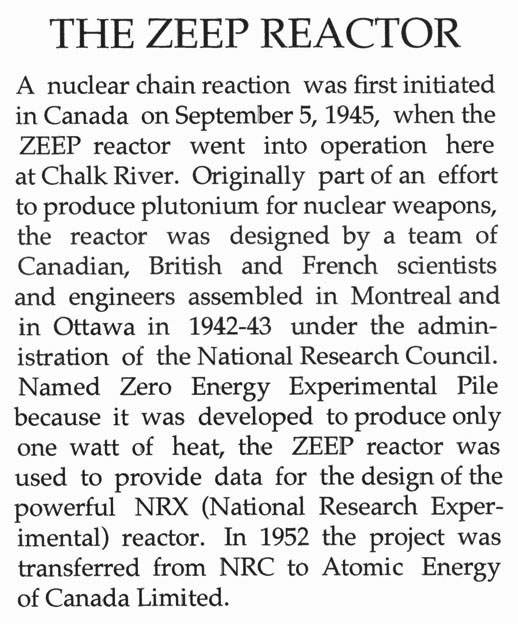 THE ZEEP REACTOR
A nuclear chain reaction was first initiated
in Canada on September 5, 1945, when the
ZEEP reactor went into operation here
at Chalk River. Originally part of an effort
to produce plutonium for nuclear weapons,
the reactor was designed by a team of
Canadian, British and French scientists
and engineers assembled in Montreal and
in Ottawa in 1942-43 under the admin-
istration of the National Research Council.
Named Zero Energy Experimental Pile
because it was developed to produce only
one watt of heat, the ZEEP reactor was
used to provide data for the design of the
powerful NRX (National Research Exper-
imental) reactor. In 1952 the project was
transferred from NRC to Atomic Energy
of Canada Limited.